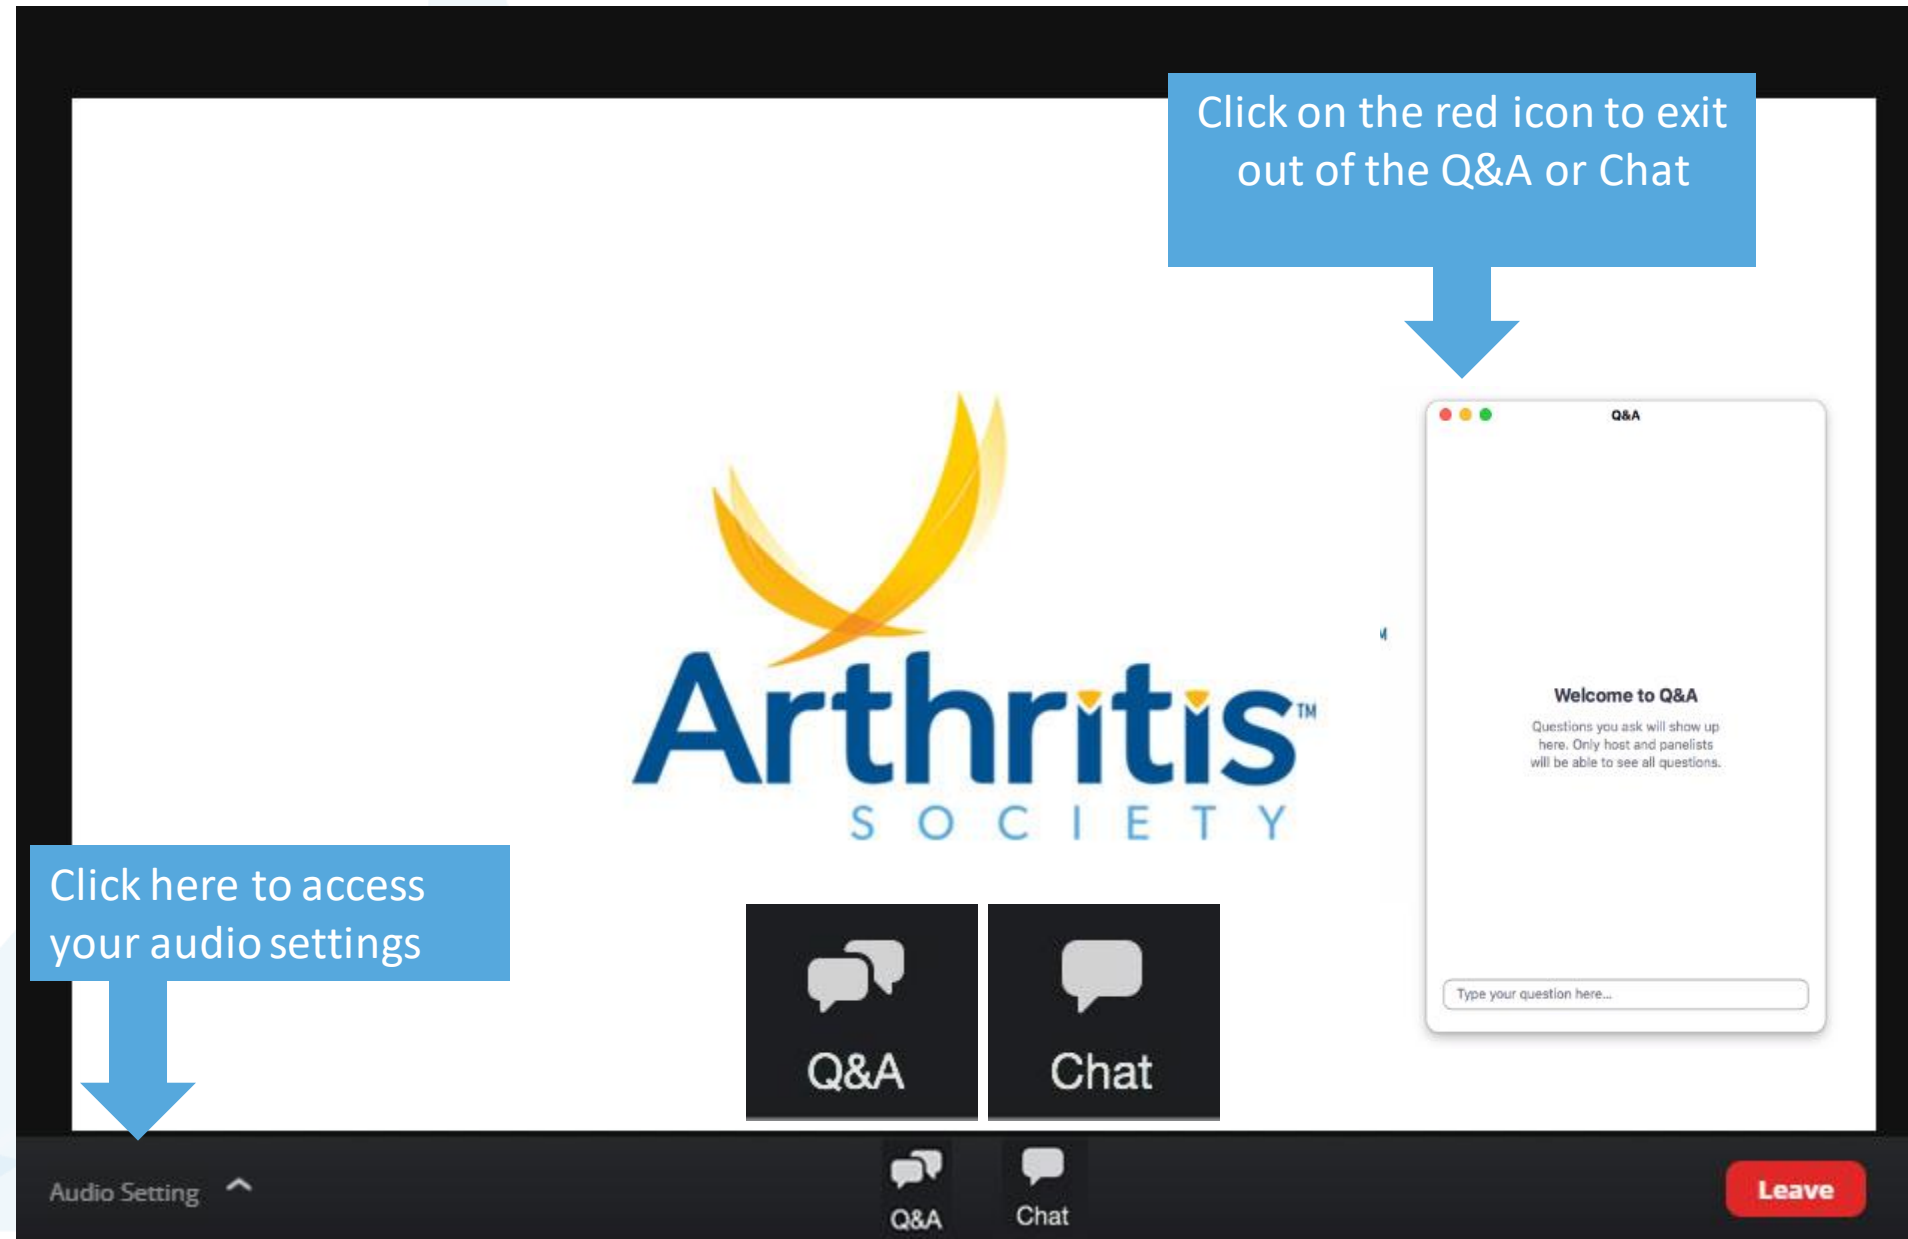 Click on the red icon to exit
out of the Q&A or Chat
Q&A
Arthritis™
SOCIETY
M
Welcome to Q&A
Questions you ask will show up
here. Only host and panelists
will be able to see all questions.
Type your question here...
Click here to access
your audio settings
Q&A
Chat
Audio Setting
Q&A
Chat
Leave